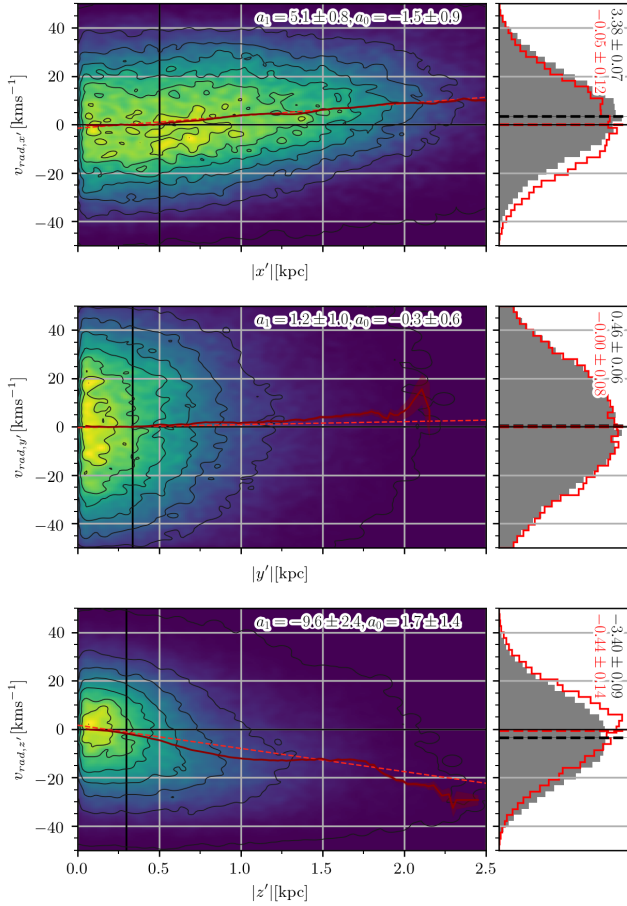 a₁ = 5.1 ± 0.8, a₀ = −1.5 ± 0.9
40
20
0
−20
−40
v_{rad,x′} [kms⁻¹]
|x′| [kpc]
3.38 ± 0.07
−0.05 ± 0.12
a₁ = 1.2 ± 1.0, a₀ = −0.3 ± 0.6
40
20
0
−20
−40
v_{rad,y′} [kms⁻¹]
|y′| [kpc]
0.46 ± 0.06
−0.00 ± 0.08
a₁ = −9.6 ± 2.4, a₀ = 1.7 ± 1.4
40
20
0
−20
−40
v_{rad,z′} [kms⁻¹]
0.0 0.5 1.0 1.5 2.0 2.5
|z′| [kpc]
−3.40 ± 0.09
−0.44 ± 0.14